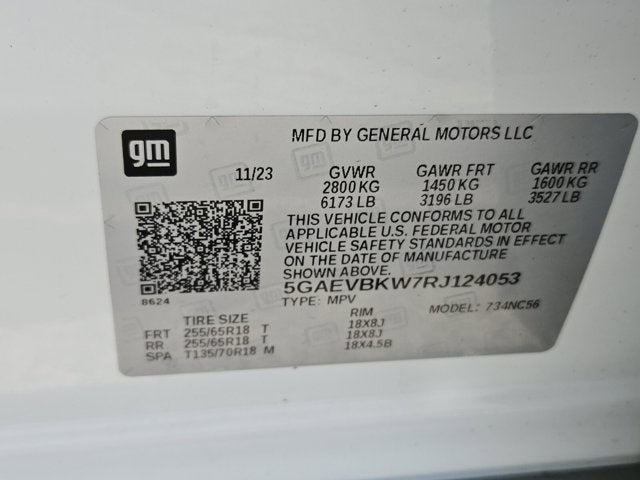 gm
MFD BY GENERAL MOTORS LLC
11/23 GVWR GAWR FRT GAWR RR
2800 KG 1450 KG 1600 KG
6173 LB 3196 LB 3527 LB
THIS VEHICLE CONFORMS TO ALL
APPLICABLE U.S. FEDERAL MOTOR
VEHICLE SAFETY STANDARDS IN EFFECT
ON THE DATE OF MANUFACTURE
SHOWN ABOVE.
5GAEVBKW7RJ124053
8624
TYPE: MPV MODEL: 734NC56
TIRE SIZE RIM
FRT 255/65R18 T 18X8J
RR 255/65R18 T 18X8J
SPA T135/70R18 M 18X4.5B